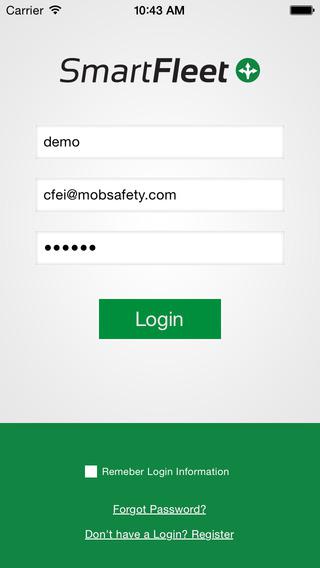 Carrier 10:43 AM
SmartFleet
demo
cfei@mobsafety.com
••••••
Login
Remeber Login Information
Forgot Password?
Don't have a Login? Register